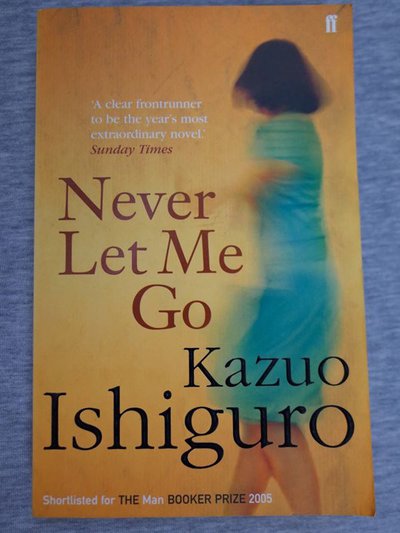 ff
'A clear frontrunner
to be the year's most
extraordinary novel.'
Sunday Times
Never
Let Me
Go
Kazuo
Ishiguro
Shortlisted for THE Man BOOKER PRIZE 2005